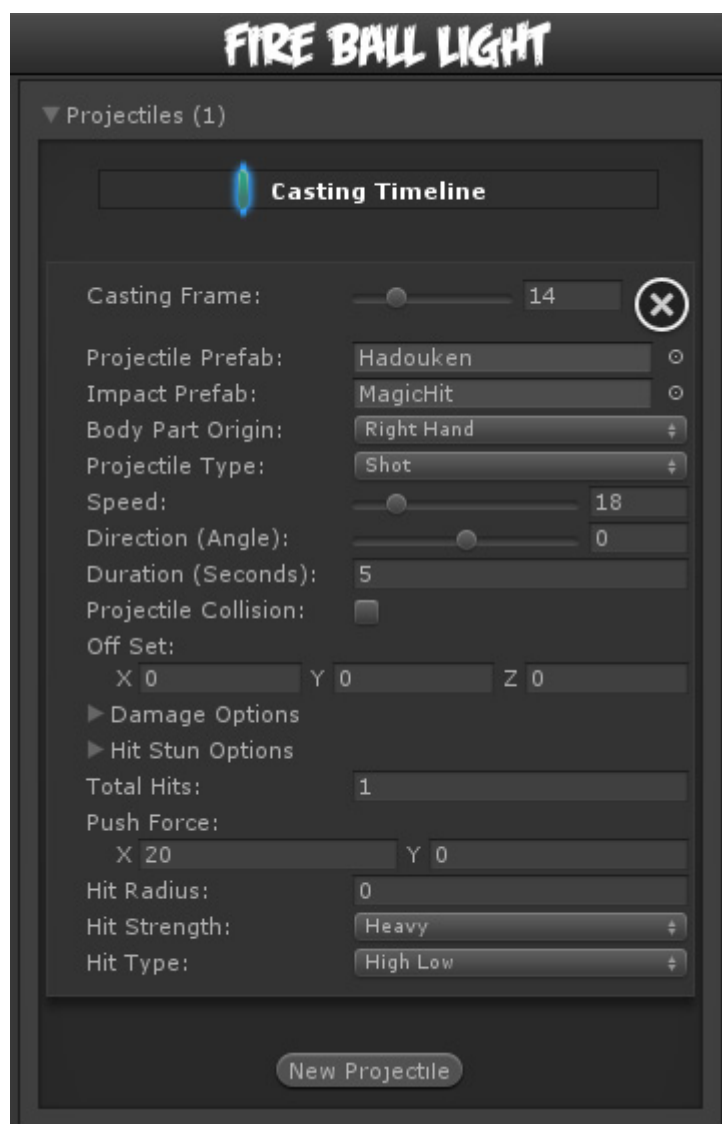 FIRE BALL LIGHT
Projectiles (1)
Casting Timeline
Casting Frame: 14
Projectile Prefab: Hadouken
Impact Prefab: MagicHit
Body Part Origin: Right Hand
Projectile Type: Shot
Speed: 18
Direction (Angle): 0
Duration (Seconds): 5
Projectile Collision:
Off Set:
X 0 Y 0 Z 0
Damage Options
Hit Stun Options
Total Hits: 1
Push Force:
X 20 Y 0
Hit Radius: 0
Hit Strength: Heavy
Hit Type: High Low
New Projectile